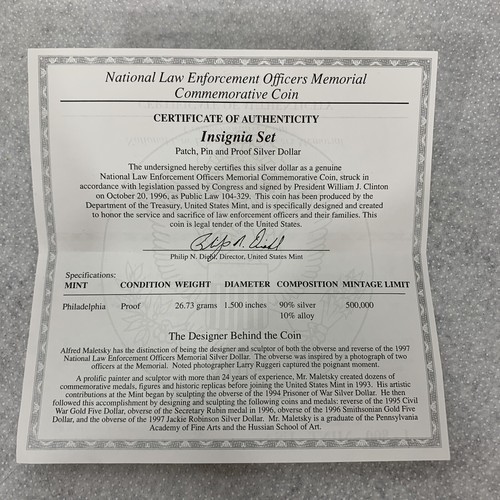 National Law Enforcement Officers Memorial
Commemorative Coin
CERTIFICATE OF AUTHENTICITY
Insignia Set
Patch, Pin and Proof Silver Dollar
The undersigned hereby certifies this silver dollar as a genuine
National Law Enforcement Officers Memorial Commemorative Coin, struck in
accordance with legislation passed by Congress and signed by President William J. Clinton
on October 20, 1996, as Public Law 104-329. This coin has been produced by the
Department of the Treasury, United States Mint, and is specifically designed and created
to honor the service and sacrifice of law enforcement officers and their families. This
coin is legal tender of the United States.
Philip N. Diehl, Director, United States Mint
Specifications:
MINT CONDITION WEIGHT DIAMETER COMPOSITION MINTAGE LIMIT
Philadelphia Proof 26.73 grams 1.500 inches 90% silver 500,000
10% alloy
The Designer Behind the Coin
Alfred Maletsky has the distinction of being the designer and sculptor of both the obverse and reverse of the 1997
National Law Enforcement Officers Memorial Silver Dollar. The obverse was inspired by a photograph of two
officers at the Memorial. Noted photographer Larry Ruggeri captured the poignant moment.
A prolific painter and sculptor with more than 24 years of experience, Mr. Maletsky created dozens of
commemorative medals, figures and historic replicas before joining the United States Mint in 1993. His artistic
contributions at the Mint began by sculpting the obverse of the 1994 Prisoner of War Silver Dollar. He then
followed this accomplishment by designing and sculpting the following coins and medals: reverse of the 1995 Civil
War Gold Five Dollar, obverse of the Secretary Rubin medal in 1996, obverse of the 1996 Smithsonian Gold Five
Dollar, and the obverse of the 1997 Jackie Robinson Silver Dollar. Mr. Maletsky is a graduate of the Pennsylvania
Academy of Fine Arts and the Hussian School of Art.